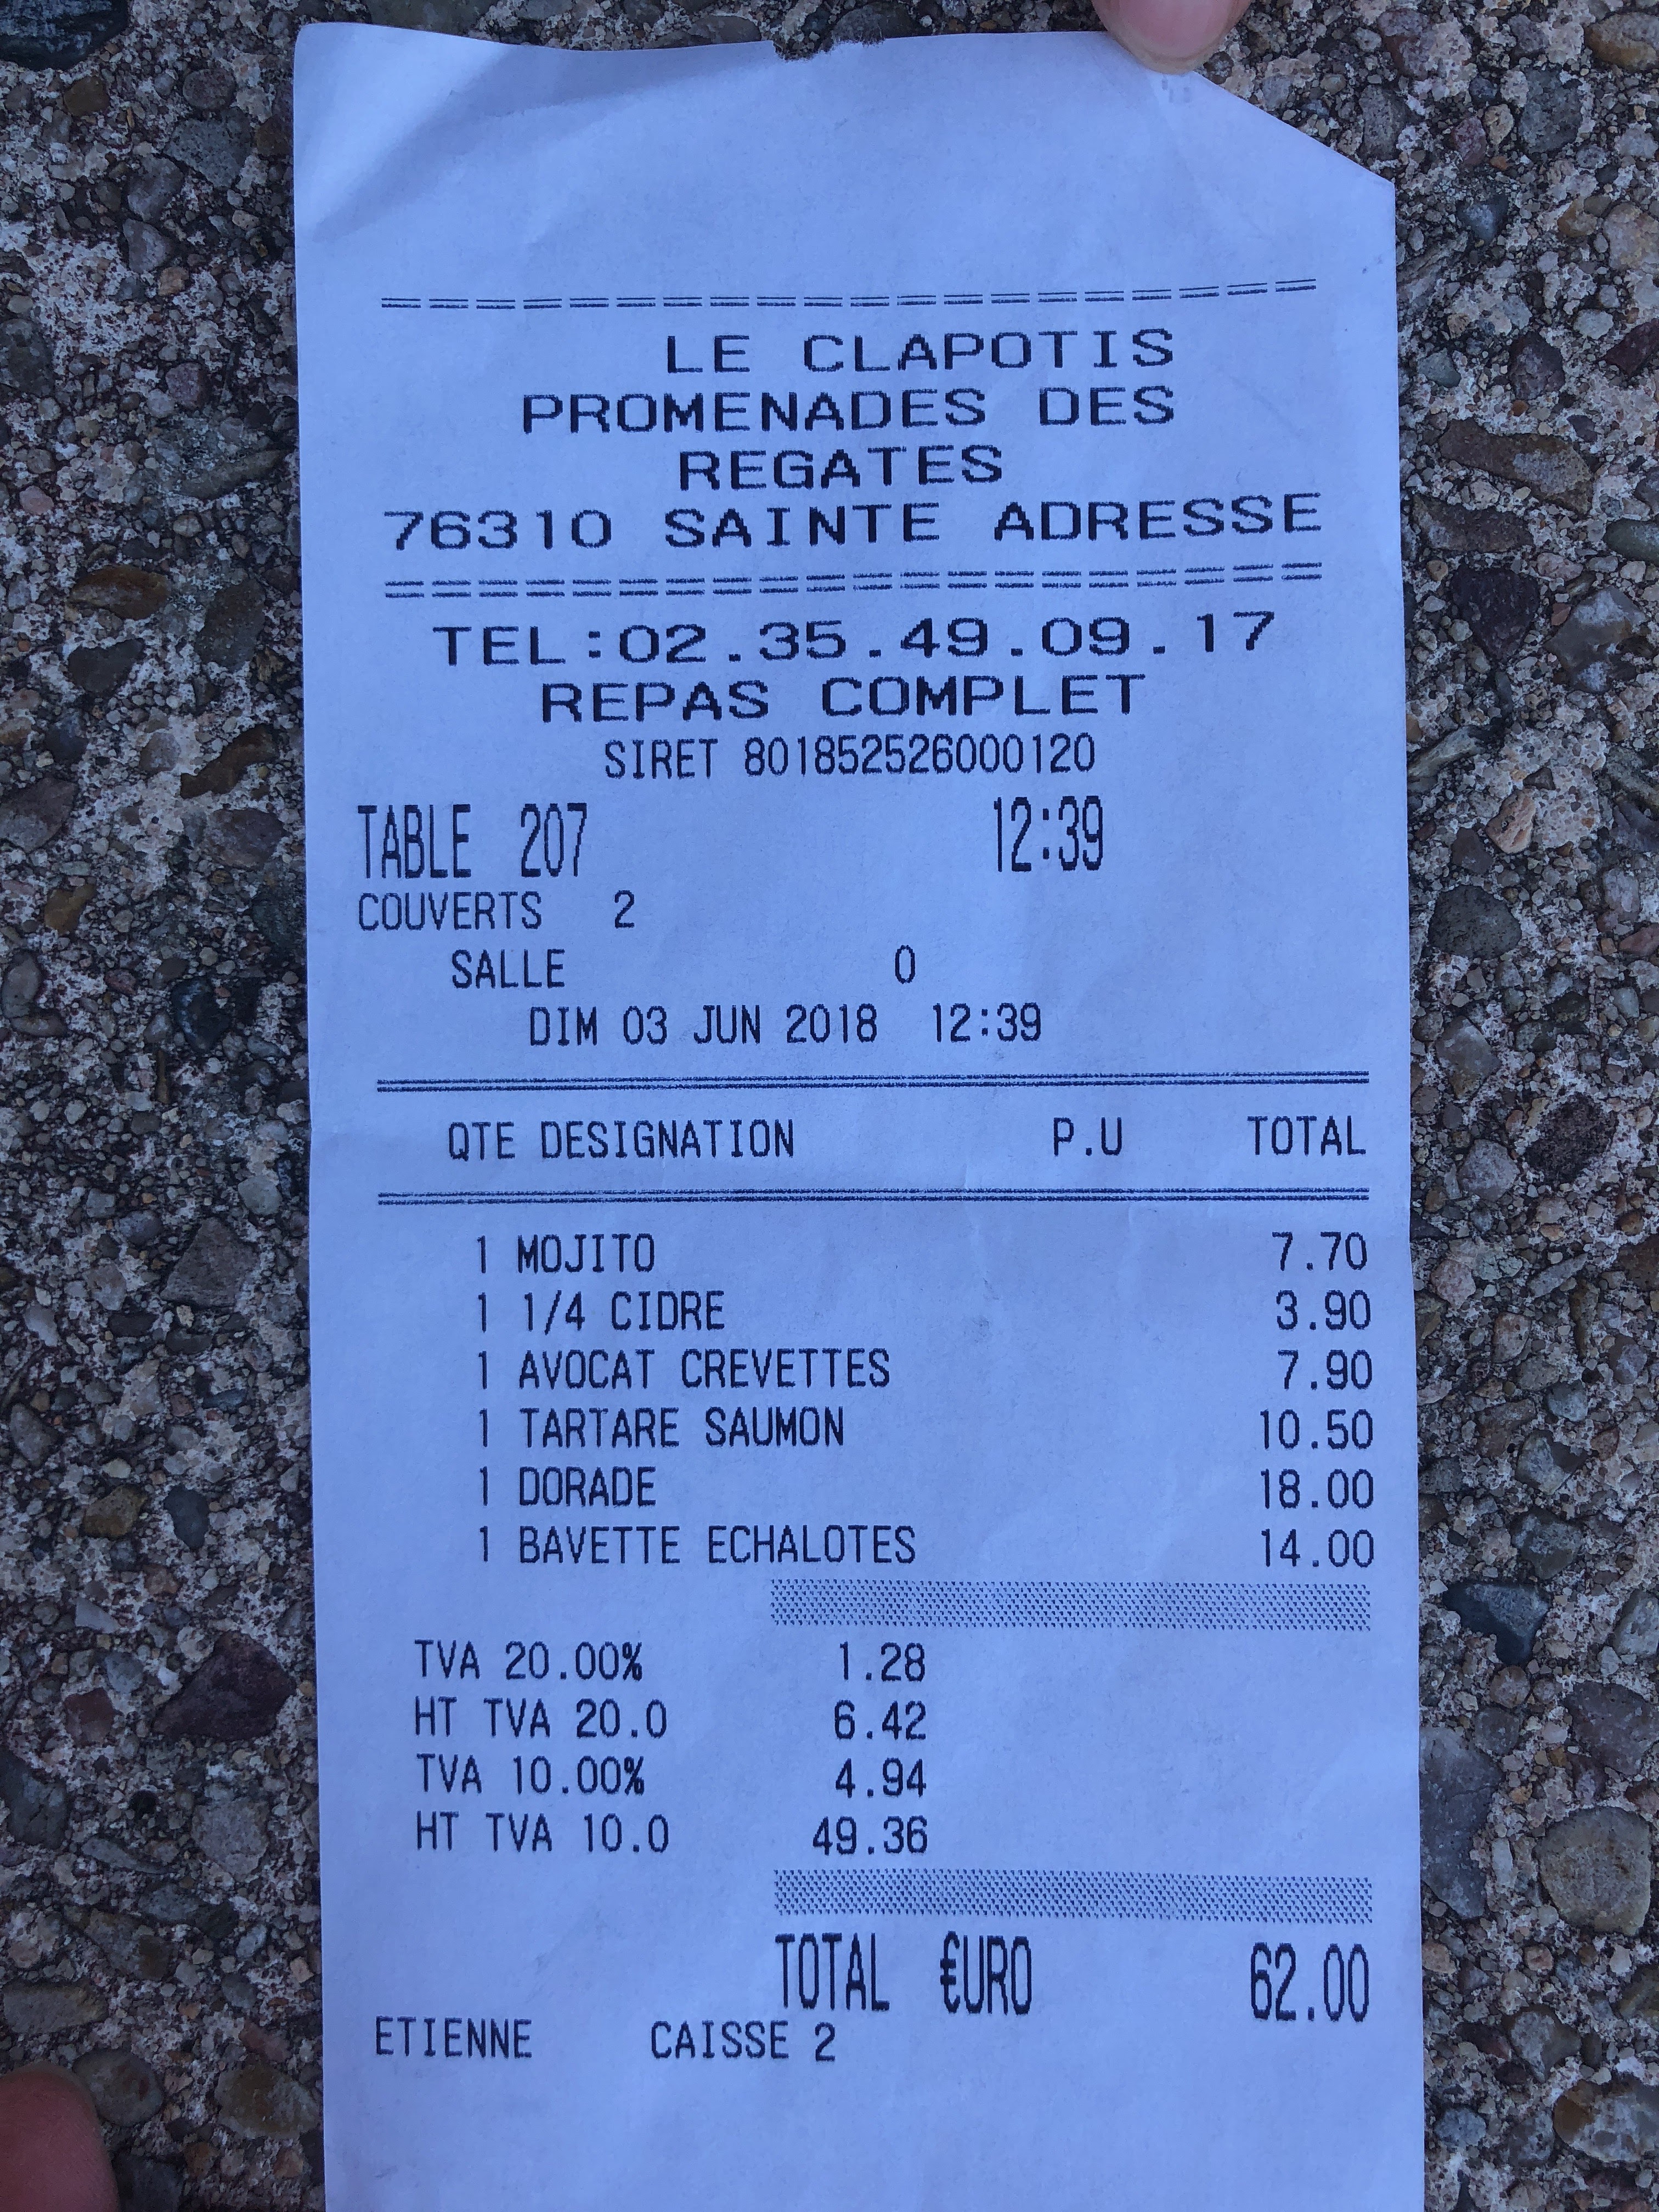 LE CLAPOTIS
PROMENADES DES
REGATES
76310 SAINTE ADRESSE
TEL:02.35.49.09.17
REPAS COMPLET
SIRET 801852526000120
TABLE 207 12:39
COUVERTS 2
SALLE 0
DIM 03 JUN 2018 12:39
QTE DESIGNATION P.U TOTAL
1 MOJITO 7.70
1 1/4 CIDRE 3.90
1 AVOCAT CREVETTES 7.90
1 TARTARE SAUMON 10.50
1 DORADE 18.00
1 BAVETTE ECHALOTES 14.00
TVA 20.00% 1.28
HT TVA 20.0 6.42
TVA 10.00% 4.94
HT TVA 10.0 49.36
TOTAL €URO 62.00
ETIENNE CAISSE 2